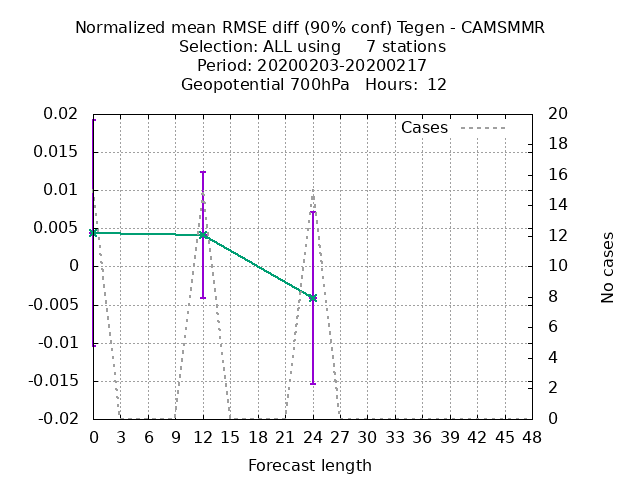 Normalized mean RMSE diff (90% conf) Tegen - CAMSMMR
Selection: ALL using 7 stations
Period: 20200203-20200217
Geopotential 700hPa Hours: 12
Cases
0.02
0.015
0.01
0.005
0
-0.005
-0.01
-0.015
-0.02
20
18
16
14
12
10
8
6
4
2
0
No cases
0 3 6 9 12 15 18 21 24 27 30 33 36 39 42 45 48
Forecast length